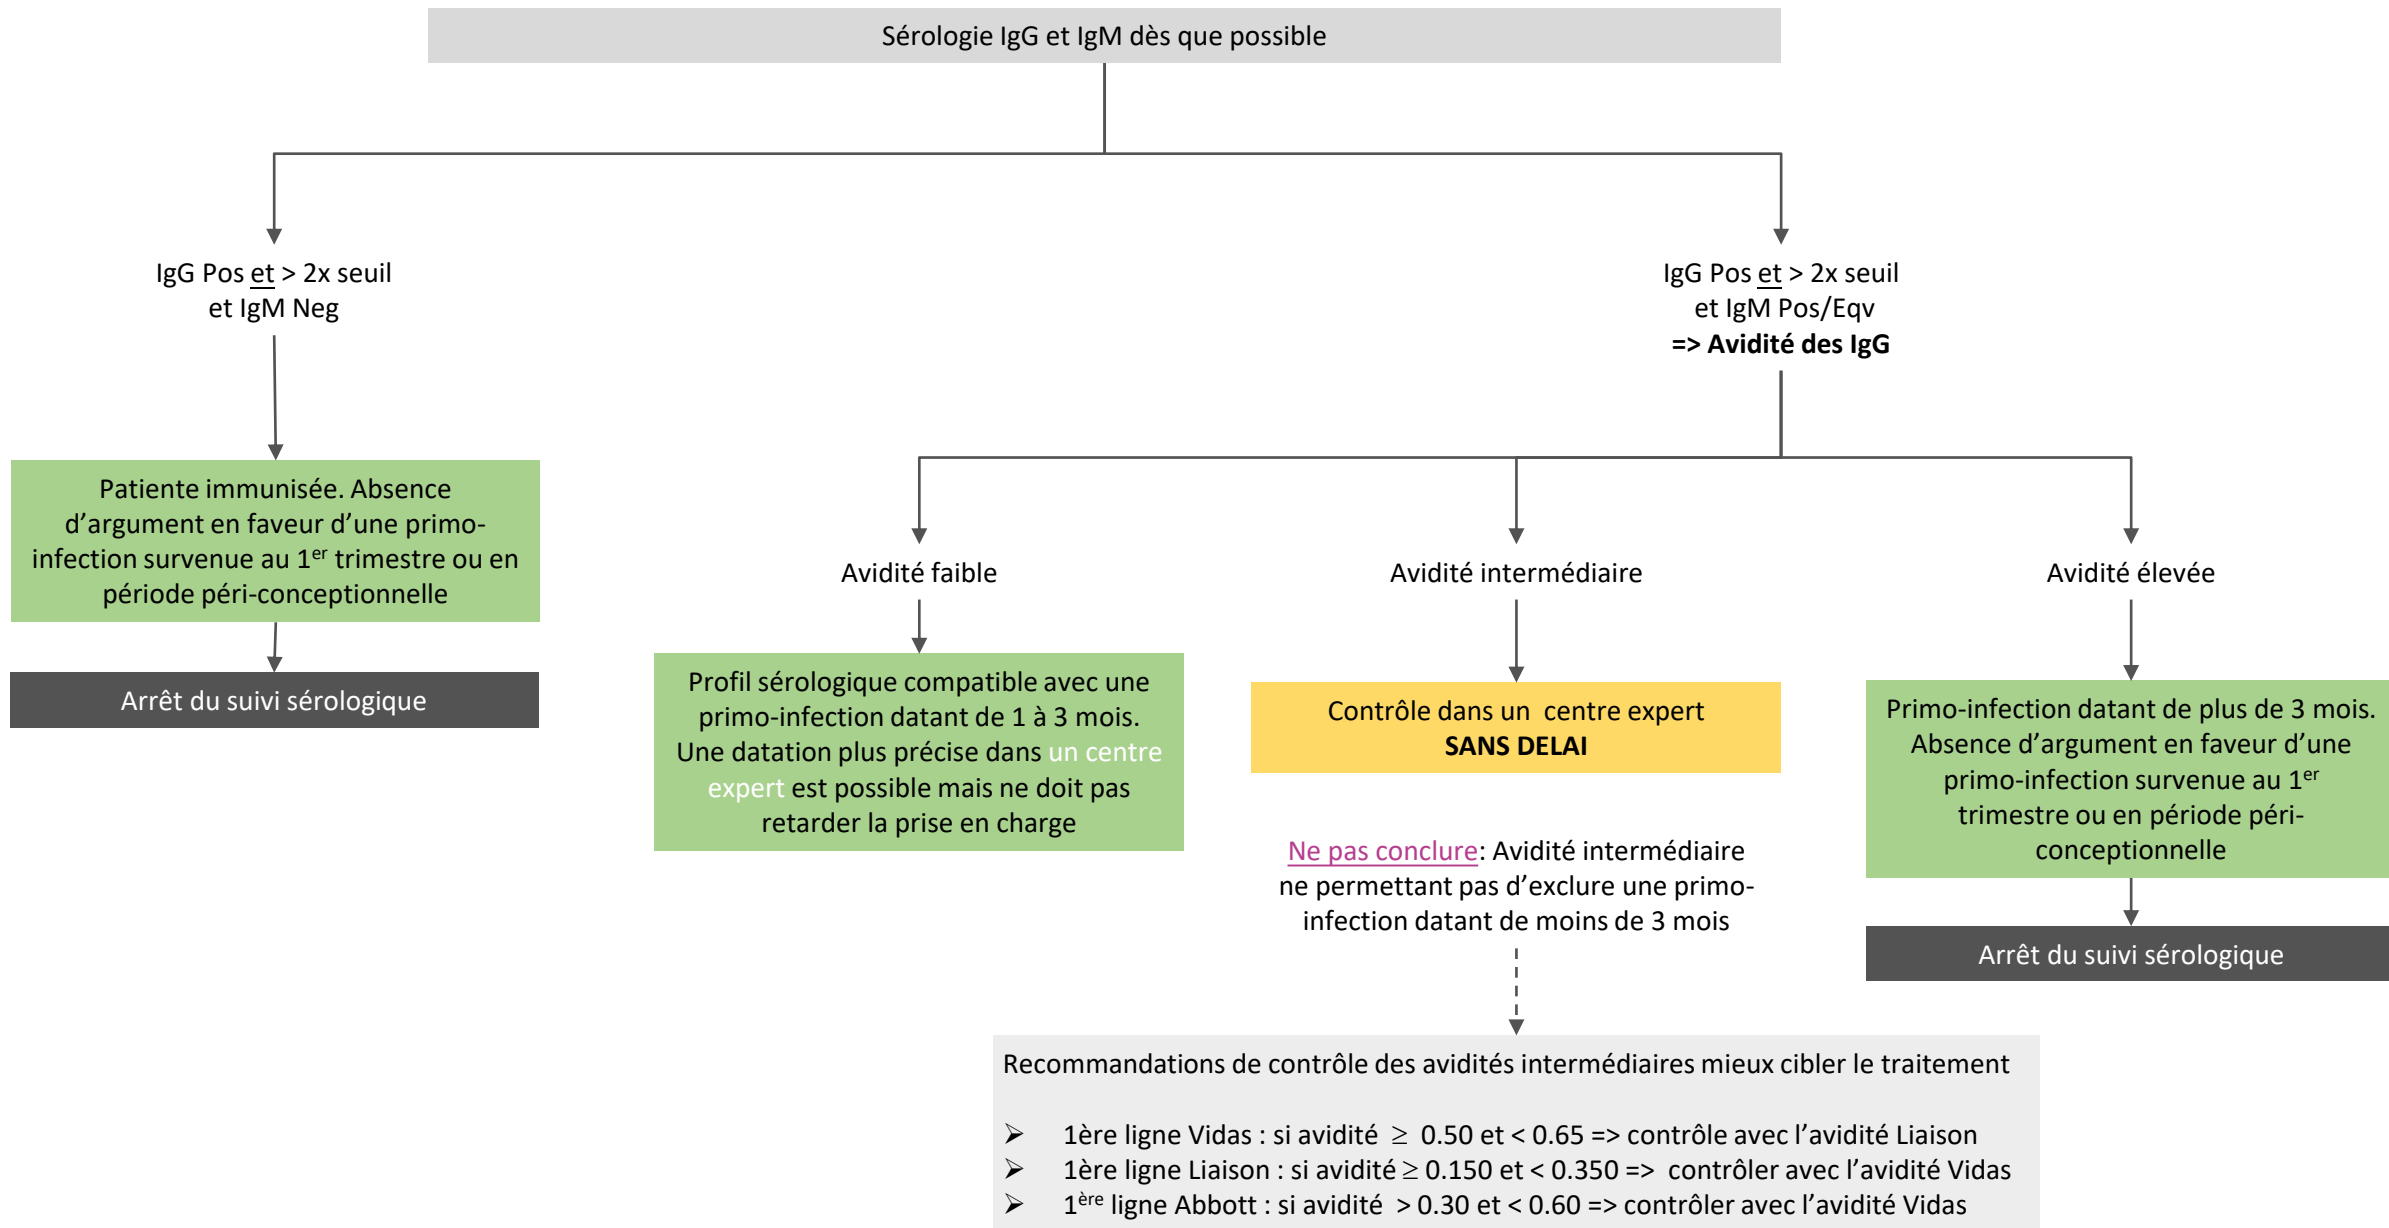 Sérologie IgG et IgM dès que possible
IgG Pos et > 2x seuil
et IgM Neg
IgG Pos et > 2x seuil
et IgM Pos/Eqv
=> Avidité des IgG
Patiente immunisée. Absence
d’argument en faveur d’une primo-
infection survenue au 1er trimestre ou en
période péri-conceptionnelle
Arrêt du suivi sérologique
Avidité faible
Profil sérologique compatible avec une
primo-infection datant de 1 à 3 mois.
Une datation plus précise dans un centre
expert est possible mais ne doit pas
retarder la prise en charge
Avidité intermédiaire
Contrôle dans un  centre expert
SANS DELAI
Ne pas conclure: Avidité intermédiaire
ne permettant pas d’exclure une primo-
infection datant de moins de 3 mois
Avidité élevée
Primo-infection datant de plus de 3 mois.
Absence d’argument en faveur d’une
primo-infection survenue au 1er
trimestre ou en période péri-
conceptionnelle
Arrêt du suivi sérologique
Recommandations de contrôle des avidités intermédiaires mieux cibler le traitement
➢ 1ère ligne Vidas : si avidité ≥ 0.50 et < 0.65 => contrôle avec l’avidité Liaison
➢ 1ère ligne Liaison : si avidité ≥ 0.150 et < 0.350 => contrôler avec l’avidité Vidas
➢ 1ère ligne Abbott : si avidité > 0.30 et < 0.60 => contrôler avec l’avidité Vidas